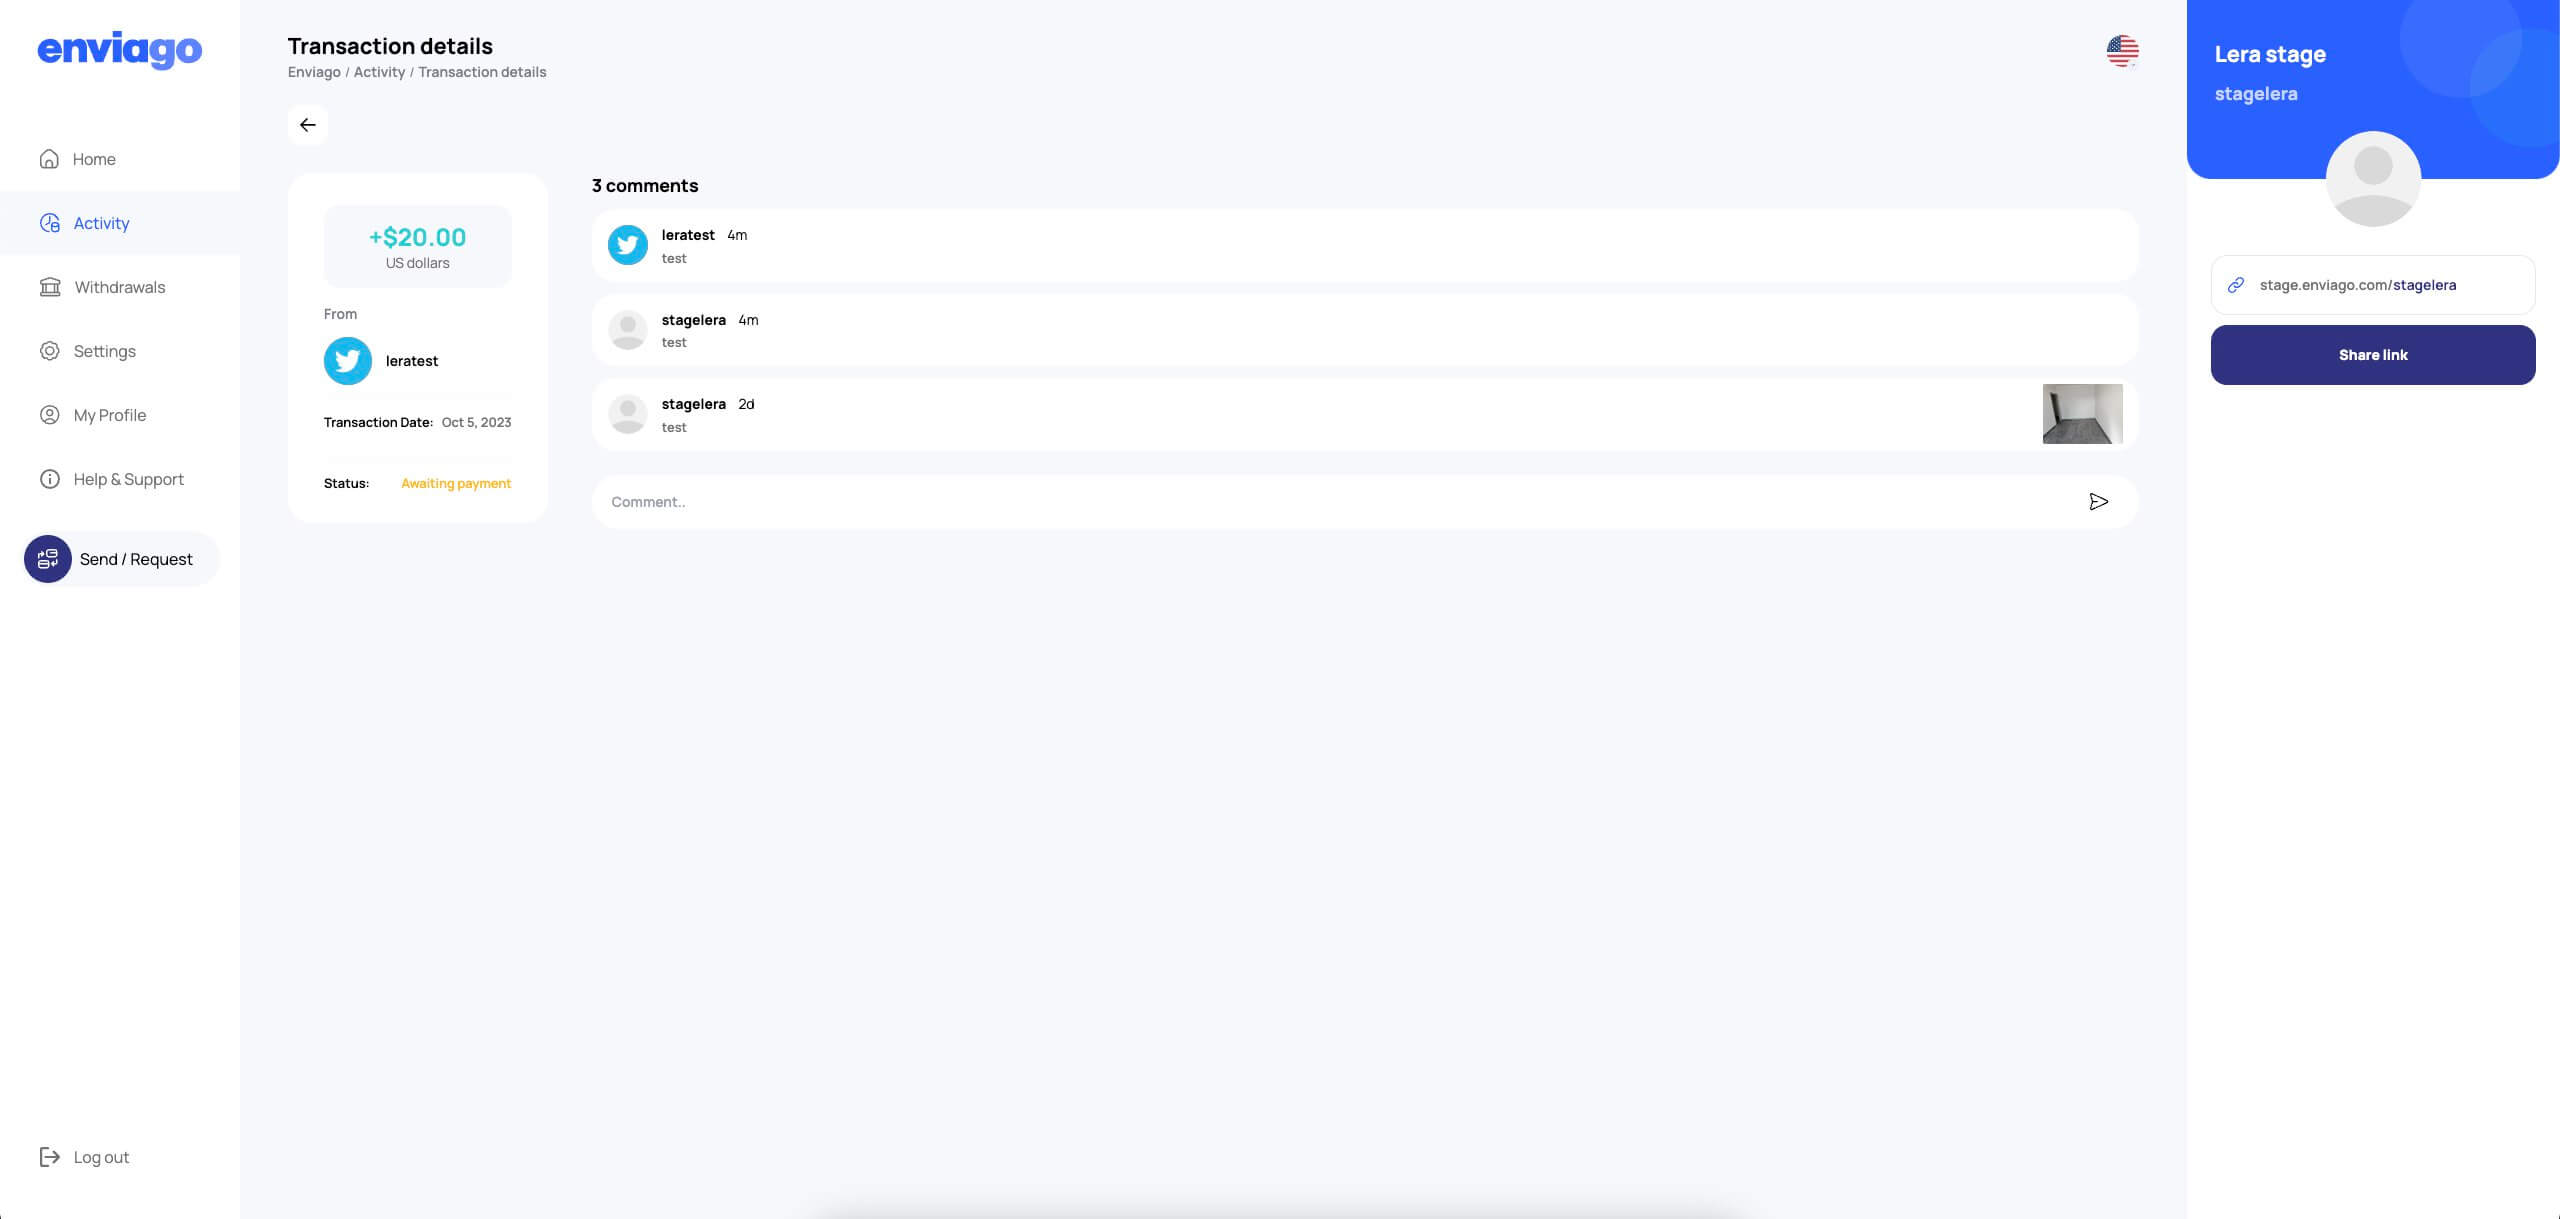 enviago
Home
Activity
Withdrawals
Settings
My Profile
Help & Support
Send / Request
Log out
Transaction details
Enviago / Activity / Transaction details
+$20.00
US dollars
From
leratest
Transaction Date: Oct 5, 2023
Status: Awaiting payment
3 comments
leratest 4m
test
stagelera 4m
test
stagelera 2d
test
Comment..
Lera stage
stagelera
stage.enviago.com/stagelera
Share link